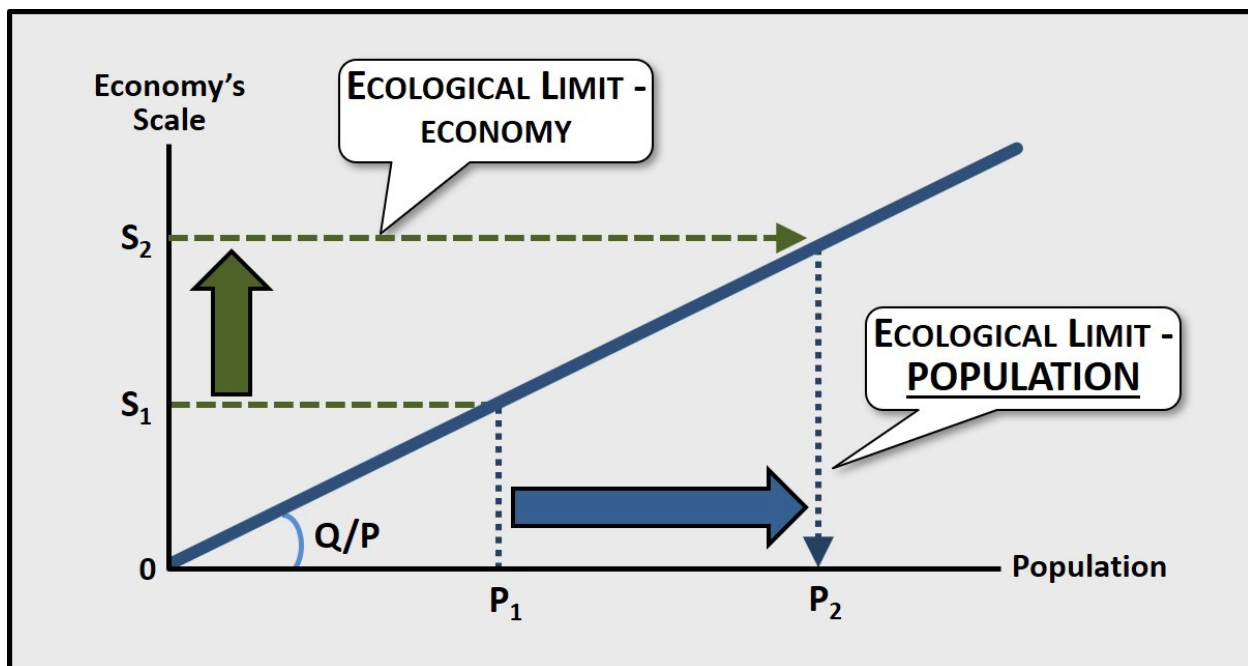 Economy's
Scale
ECOLOGICAL LIMIT -
ECONOMY
S₂
ECOLOGICAL LIMIT -
POPULATION
S₁
Q/P
0
Population
P₁
P₂